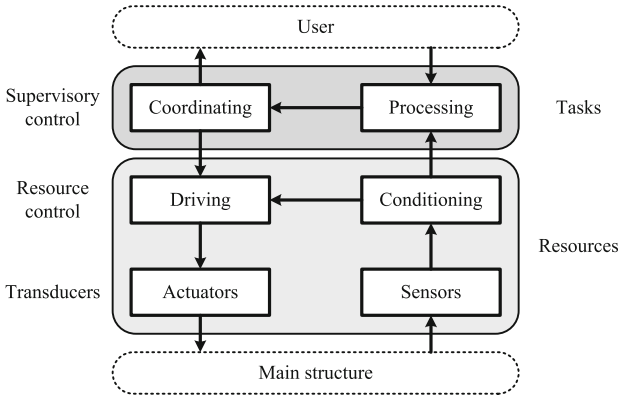 User
Supervisory
control
Coordinating
Processing
Tasks
Resource
control
Driving
Conditioning
Resources
Transducers
Actuators
Sensors
Main structure